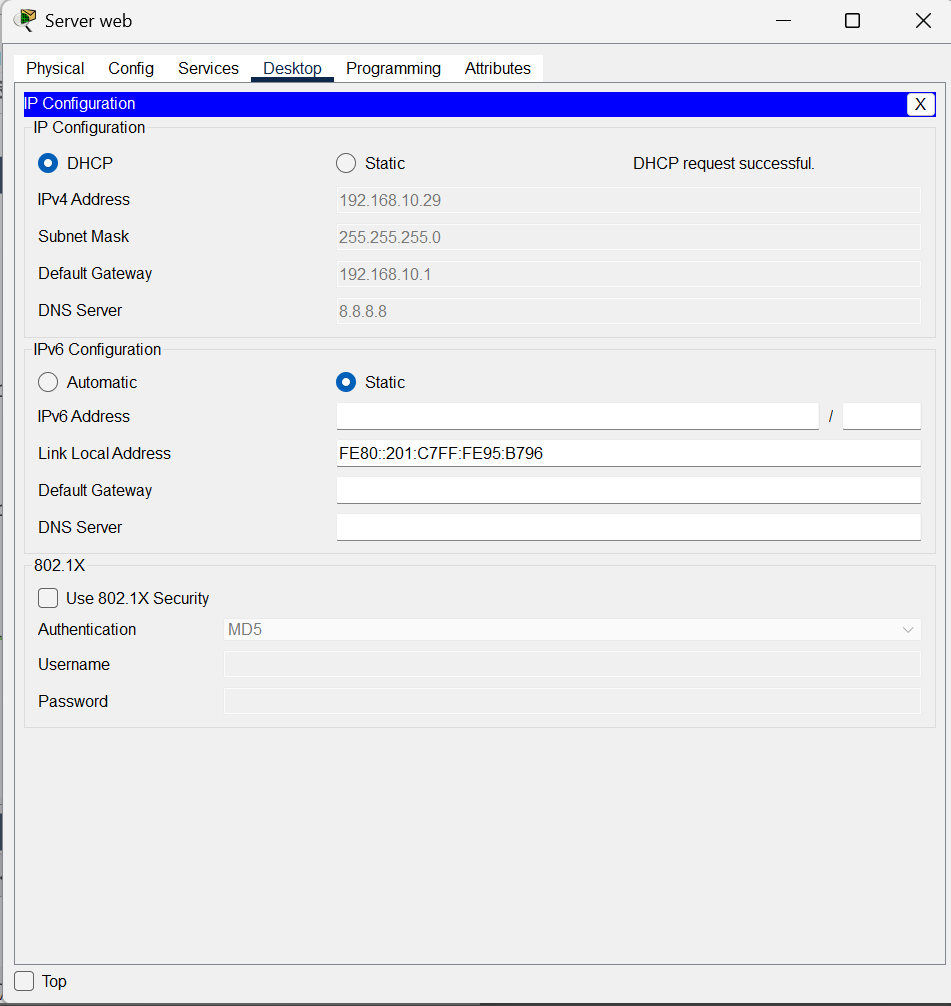 Server web
Physical Config Services Desktop Programming Attributes
IP Configuration X
IP Configuration
DHCP Static DHCP request successful.
IPv4 Address 192.168.10.29
Subnet Mask 255.255.255.0
Default Gateway 192.168.10.1
DNS Server 8.8.8.8
IPv6 Configuration
Automatic Static
IPv6 Address /
Link Local Address FE80::201:C7FF:FE95:B796
Default Gateway
DNS Server
802.1X
Use 802.1X Security
Authentication MD5
Username
Password
Top